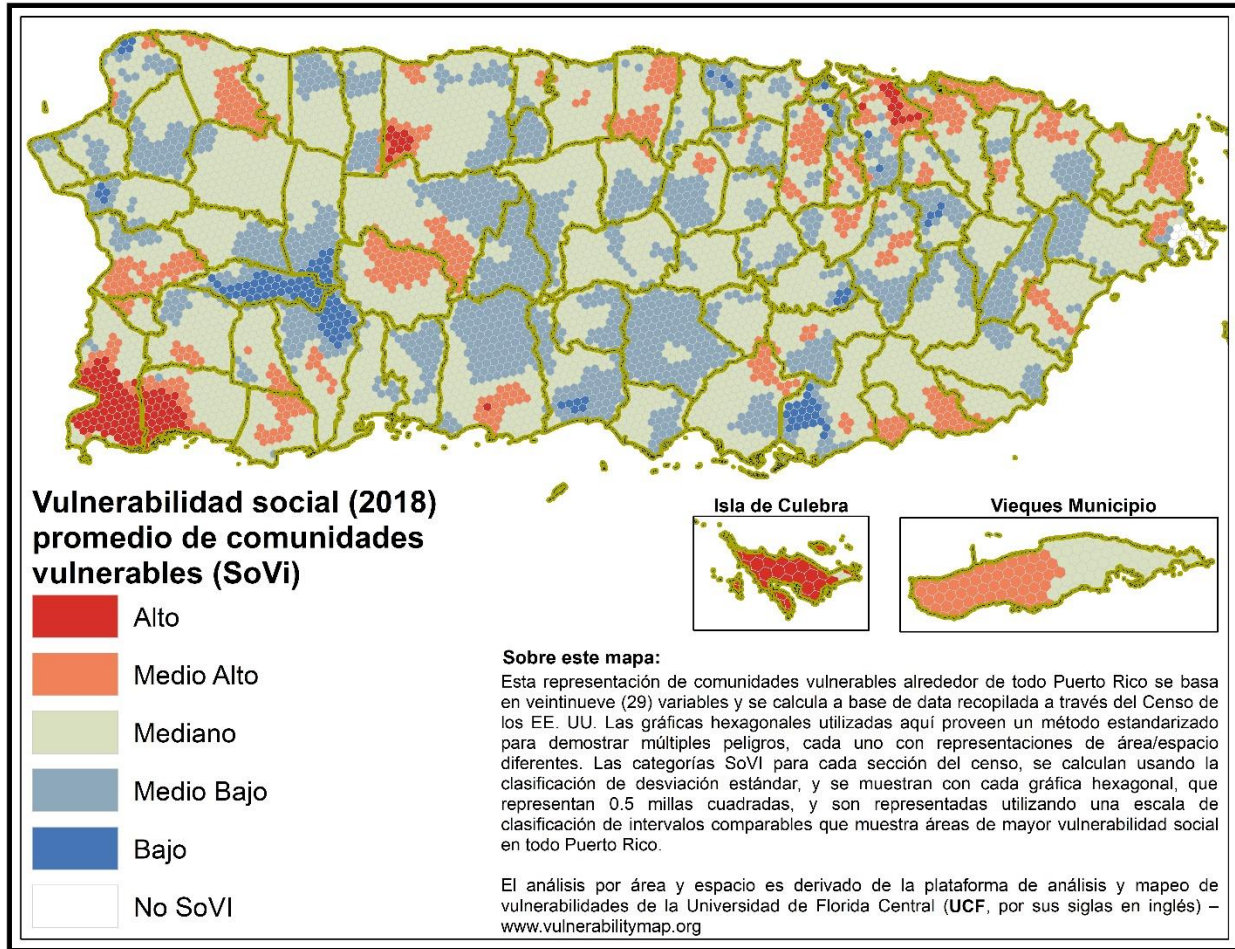 Isla de Culebra
Vieques Municipio
Vulnerabilidad social (2018)
promedio de comunidades
vulnerables (SoVi)
Alto
Medio Alto
Mediano
Medio Bajo
Bajo
No SoVI
Sobre este mapa:
Esta representación de comunidades vulnerables alrededor de todo Puerto Rico se basa
en veintinueve (29) variables y se calcula a base de data recopilada a través del Censo de
los EE. UU. Las gráficas hexagonales utilizadas aquí proveen un método estandarizado
para demostrar múltiples peligros, cada uno con representaciones de área/espacio
diferentes. Las categorías SoVI para cada sección del censo, se calculan usando la
clasificación de desviación estándar, y se muestran con cada gráfica hexagonal, que
representan 0.5 millas cuadradas, y son representadas utilizando una escala de
clasificación de intervalos comparables que muestra áreas de mayor vulnerabilidad social
en todo Puerto Rico.
El análisis por área y espacio es derivado de la plataforma de análisis y mapeo de
vulnerabilidades de la Universidad de Florida Central (UCF, por sus siglas en inglés) –
www.vulnerabilitymap.org